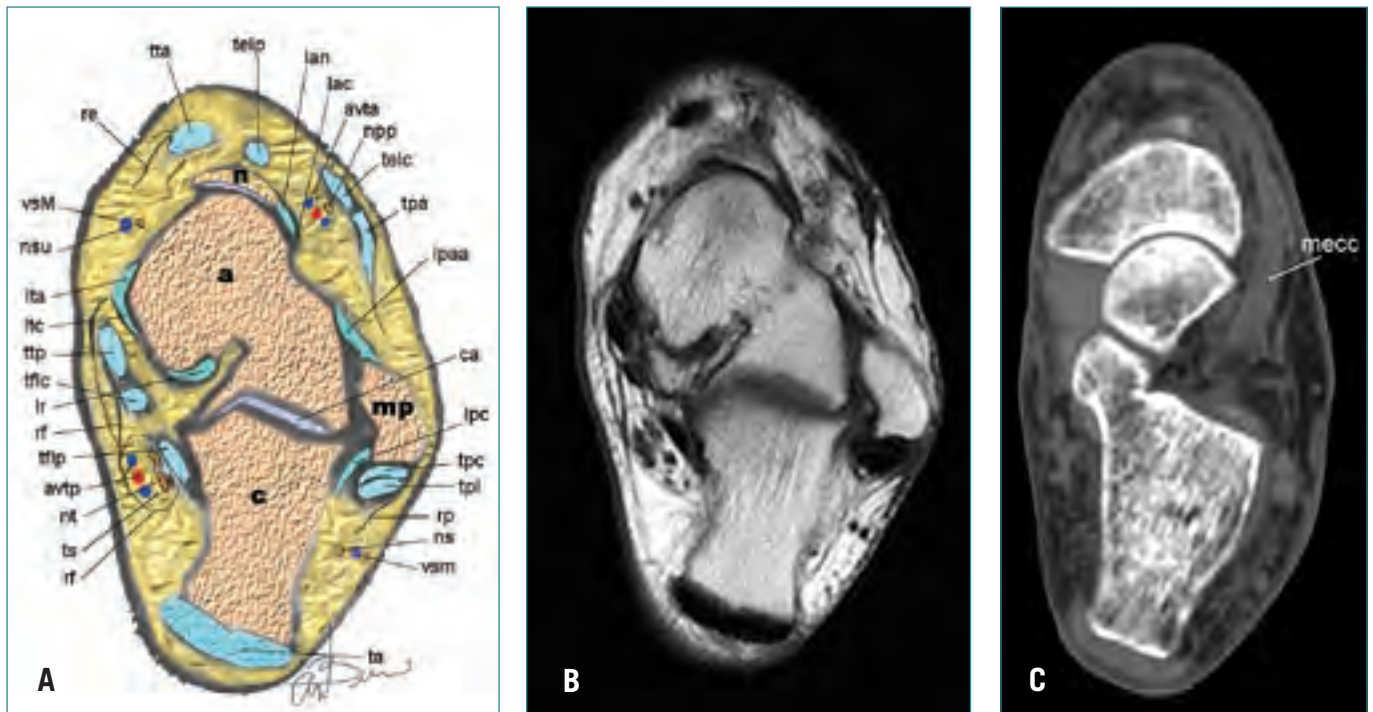 tta
telp
lan
lac
avta
npp
telc
tpa
lpaa
ca
lpc
tpc
tpl
rp
ns
vsm
ta
re
vsM
nsu
lta
ltc
ttp
tflc
lr
rf
tflp
avtp
nt
ts
rf
n
a
mp
c
A
B
mecc
C